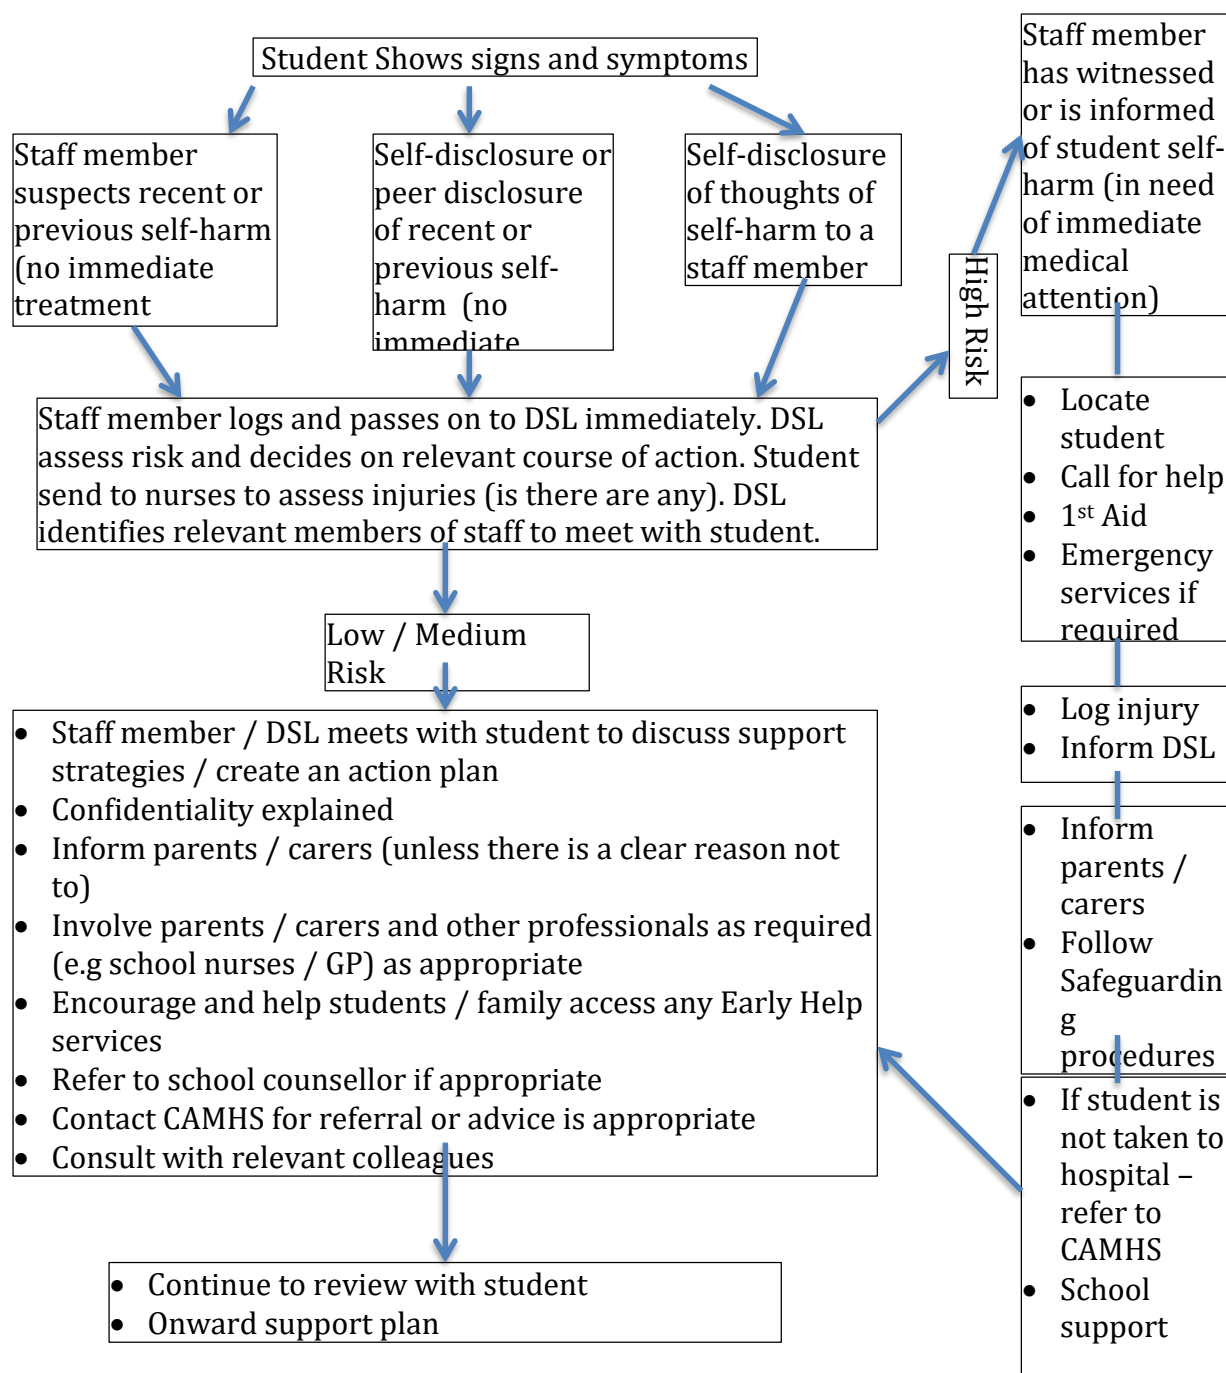 Student Shows signs and symptoms
Staff member
suspects recent or
previous self-harm
(no immediate
treatment
Self-disclosure or
peer disclosure
of recent or
previous self-
harm (no
immediate
Self-disclosure
of thoughts of
self-harm to a
staff member
High Risk
Staff member
has witnessed
or is informed
of student self-
harm (in need
of immediate
medical
attention)
Staff member logs and passes on to DSL immediately. DSL
assess risk and decides on relevant course of action. Student
send to nurses to assess injuries (is there are any). DSL
identifies relevant members of staff to meet with student.
• Locate
student
• Call for help
• 1st Aid
• Emergency
services if
required
Low / Medium
Risk
• Log injury
• Inform DSL
• Staff member / DSL meets with student to discuss support
strategies / create an action plan
• Confidentiality explained
• Inform parents / carers (unless there is a clear reason not
to)
• Involve parents / carers and other professionals as required
(e.g school nurses / GP) as appropriate
• Encourage and help students / family access any Early Help
services
• Refer to school counsellor if appropriate
• Contact CAMHS for referral or advice is appropriate
• Consult with relevant colleagues
• Inform
parents /
carers
• Follow
Safeguardin
g
procedures
• If student is
not taken to
hospital –
refer to
CAMHS
• School
support
• Continue to review with student
• Onward support plan